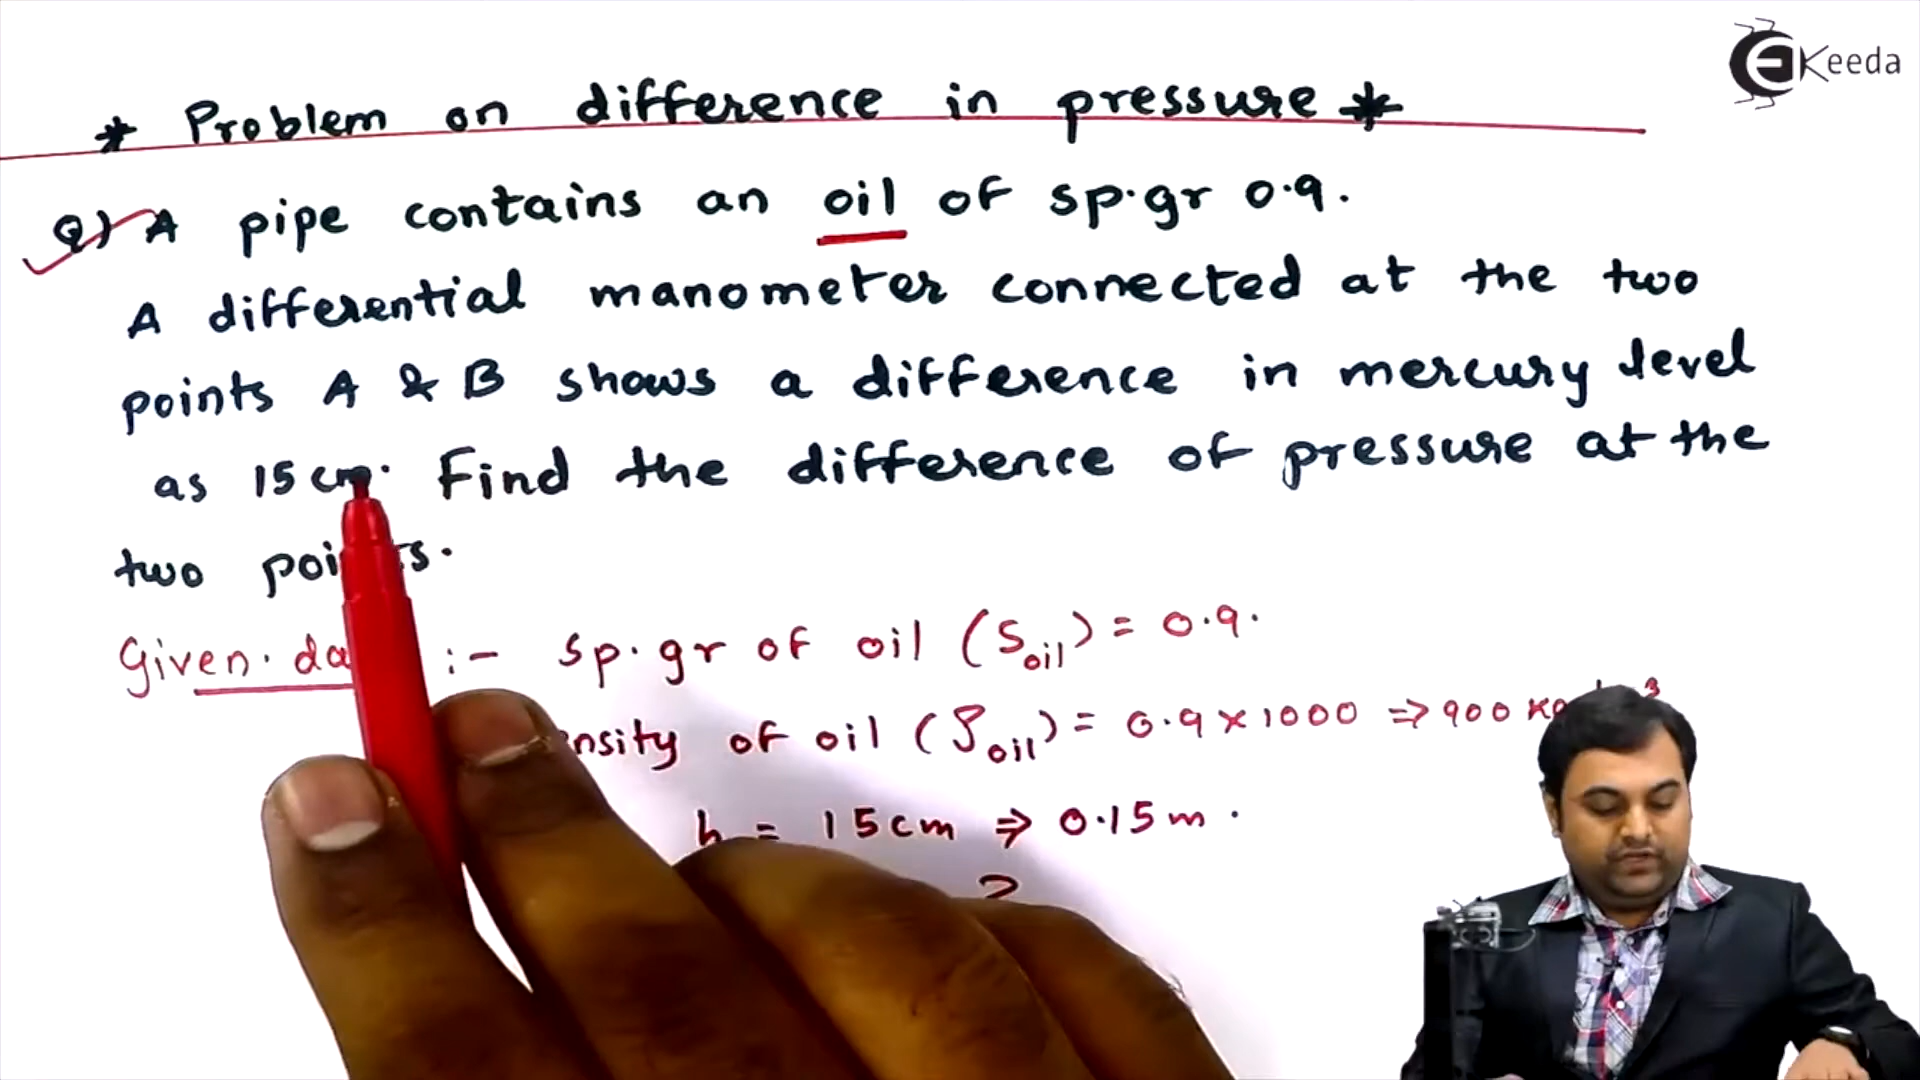 EKeeda
* Problem on difference in pressure *
Q) A pipe contains an oil of sp.gr 0.9.
A differential manometer connected at the two
points A & B shows a difference in mercury level
as 15 cm. Find the difference of pressure at the
two points.
Given. :- sp.gr of oil (Soil) = 0.9.
of oil (ρoil) = 0.9 x 1000 => 900
h = 15 cm => 0.15 m.
?